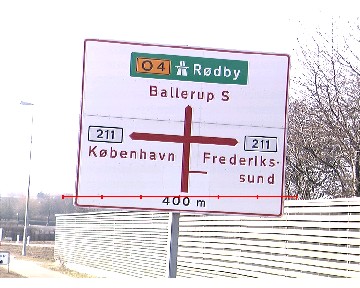 O4 Rødby
Ballerup S
211
211
København
Frederiks-
sund
400 m